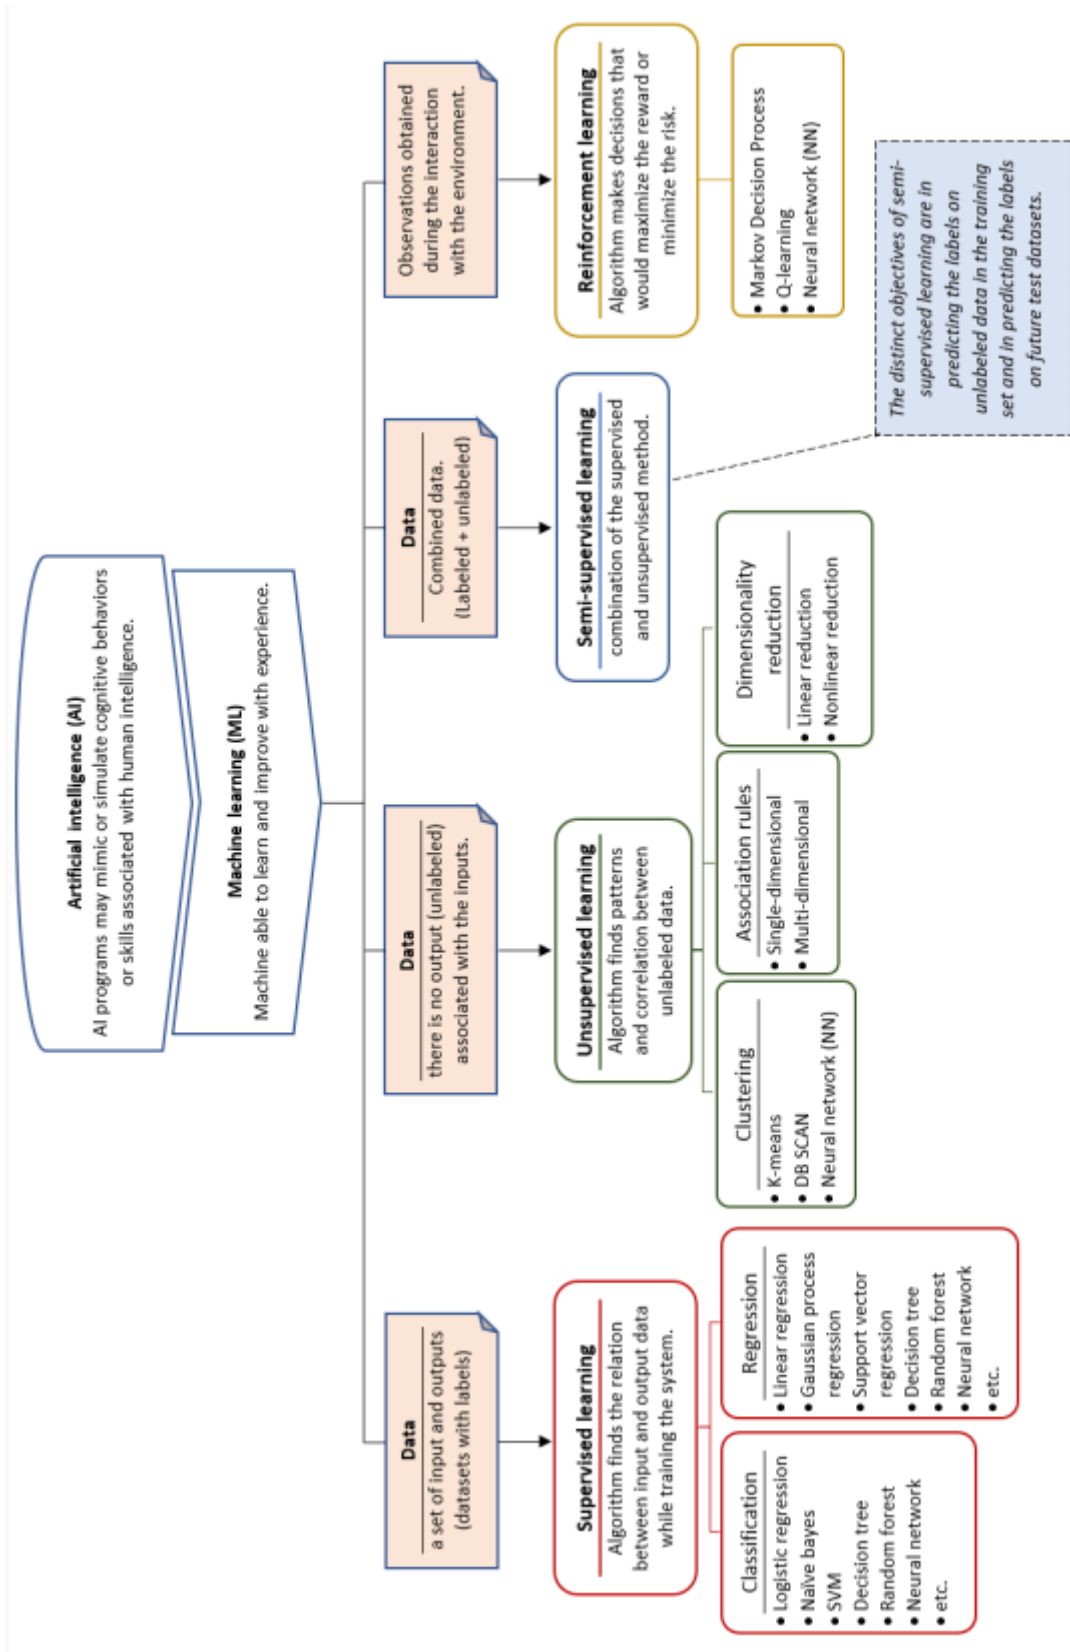 Artificial intelligence (AI)
AI programs may mimic or simulate cognitive behaviors
or skills associated with human intelligence.
Machine learning (ML)
Machine able to learn and improve with experience.
Data
a set of input and outputs
(datasets with labels)
Data
there is no output (unlabeled)
associated with the inputs.
Data
Combined data.
(Labeled + unlabeled)
Observations obtained
during the interaction
with the environment.
Supervised learning
Algorithm finds the relation
between input and output data
while training the system.
Unsupervised learning
Algorithm finds patterns
and correlation between
unlabeled data.
Semi-supervised learning
combination of the supervised
and unsupervised method.
Reinforcement learning
Algorithm makes decisions that
would maximize the reward or
minimize the risk.
Classification
• Logistic regression
• Naïve bayes
• SVM
• Decision tree
• Random forest
• Neural network
• etc.
Regression
• Linear regression
• Gaussian process
regression
• Support vector
regression
• Decision tree
• Random forest
• Neural network
• etc.
Clustering
• K-means
• DB SCAN
• Neural network (NN)
Association rules
• Single-dimensional
• Multi-dimensional
Dimensionality
reduction
• Linear reduction
• Nonlinear reduction
• Markov Decision Process
• Q-learning
• Neural network (NN)
The distinct objectives of semi-
supervised learning are in
predicting the labels on
unlabeled data in the training
set and in predicting the labels
on future test datasets.